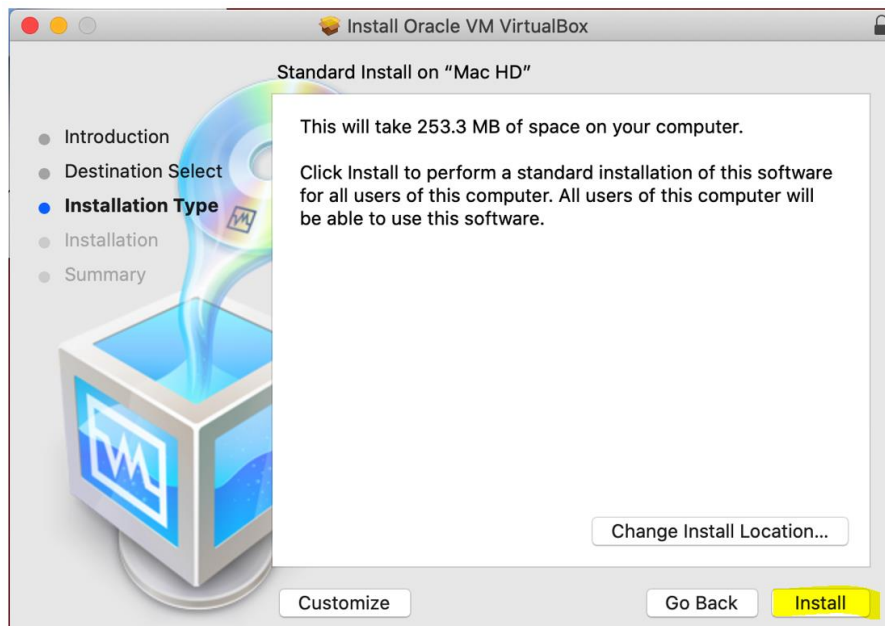 Install Oracle VM VirtualBox
Standard Install on “Mac HD”
Introduction
Destination Select
Installation Type
Installation
Summary
This will take 253.3 MB of space on your computer.
Click Install to perform a standard installation of this software
for all users of this computer. All users of this computer will
be able to use this software.
Change Install Location...
Customize
Go Back
Install